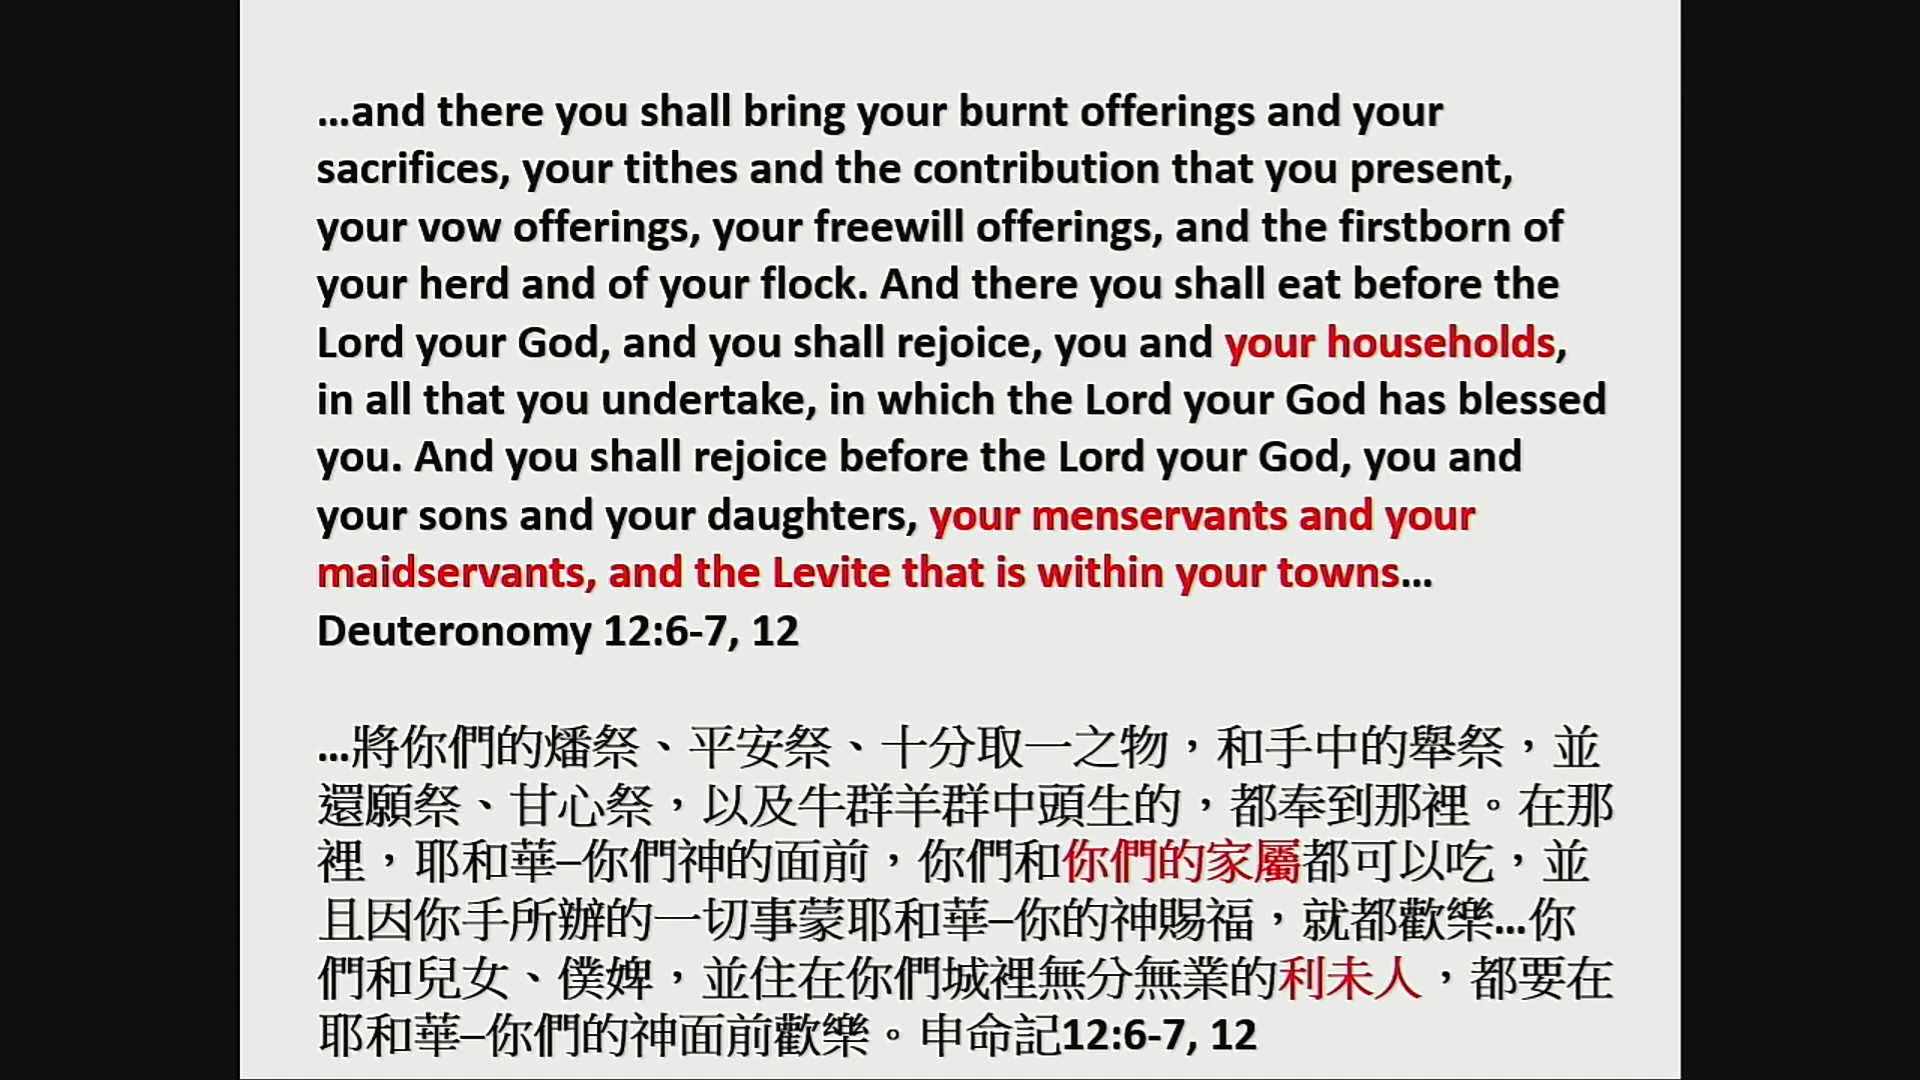 …and there you shall bring your burnt offerings and your
sacrifices, your tithes and the contribution that you present,
your vow offerings, your freewill offerings, and the firstborn of
your herd and of your flock. And there you shall eat before the
Lord your God, and you shall rejoice, you and your households,
in all that you undertake, in which the Lord your God has blessed
you. And you shall rejoice before the Lord your God, you and
your sons and your daughters, your menservants and your
maidservants, and the Levite that is within your towns…
Deuteronomy 12:6-7, 12
…將你們的燔祭、平安祭、十分取一之物，和手中的舉祭，並
還願祭、甘心祭，以及牛群羊群中頭生的，都奉到那裡。在那
裡，耶和華─你們神的面前，你們和你們的家屬都可以吃，並
且因你手所辦的一切事蒙耶和華─你的神賜福，就都歡樂…你
們和兒女、僕婢，並住在你們城裡無分無業的利未人，都要在
耶和華─你們的神面前歡樂。申命記12:6-7, 12